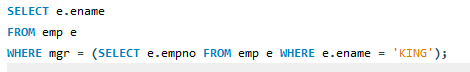 SELECT e.ename
FROM emp e
WHERE mgr = (SELECT e.empno FROM emp e WHERE e.ename = 'KING');